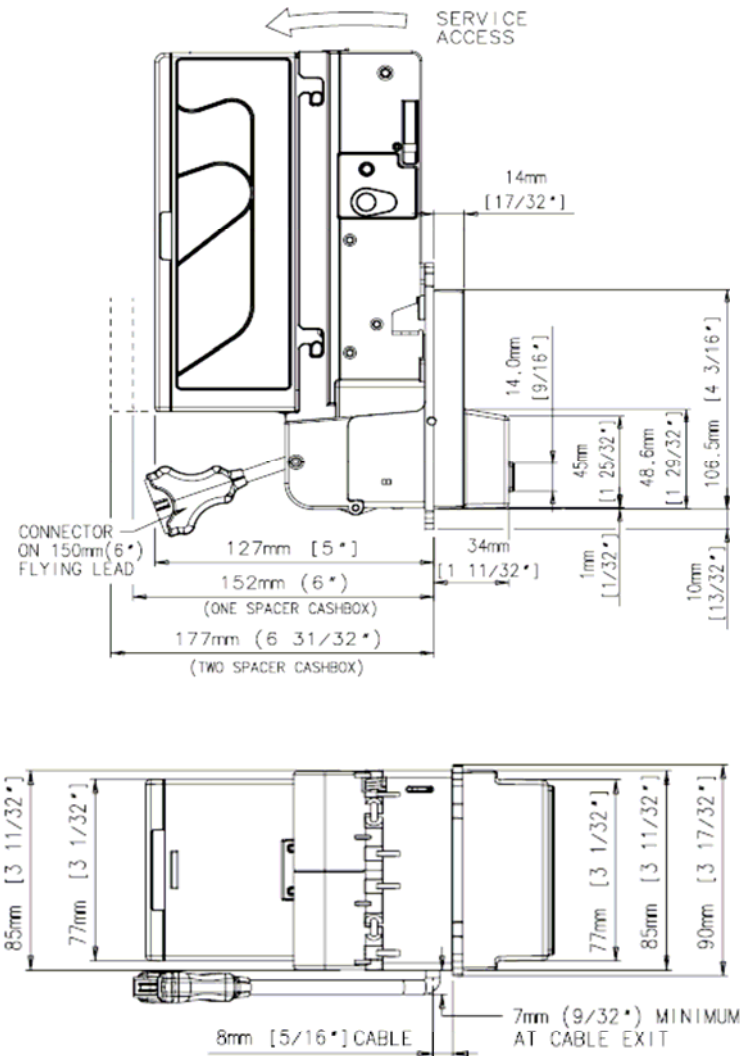 SERVICE
ACCESS
14mm
[17/32"]
14.0mm
[9/16"]
45mm
[1 25/32"]
48.6mm
[1 29/32"]
106.5mm [4 3/16"]
CONNECTOR
ON 150mm(6")
FLYING LEAD
127mm [5"]
34mm
[1 11/32"]
1mm
[1/32"]
10mm
[13/32"]
152mm (6")
(ONE SPACER CASHBOX)
177mm (6 31/32")
(TWO SPACER CASHBOX)
85mm [3 11/32"]
77mm [3 1/32"]
77mm [3 1/32"]
85mm [3 11/32"]
90mm [3 17/32"]
7mm (9/32") MINIMUM
AT CABLE EXIT
8mm [5/16"] CABLE